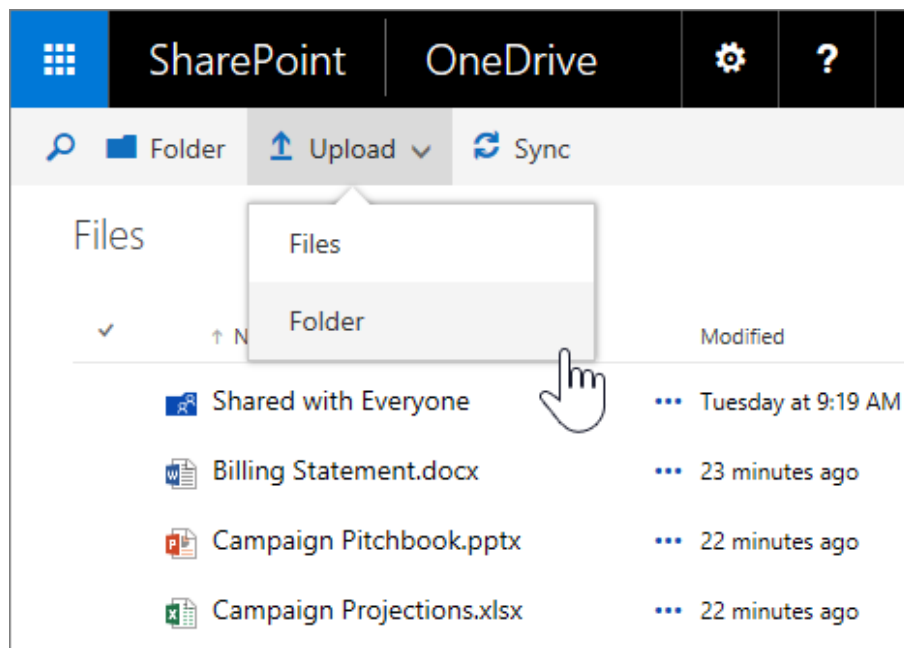 SharePoint OneDrive ?
Folder Upload Sync
Files
Files
Folder
N Modified
Shared with Everyone ••• Tuesday at 9:19 AM
Billing Statement.docx ••• 23 minutes ago
Campaign Pitchbook.pptx ••• 22 minutes ago
Campaign Projections.xlsx ••• 22 minutes ago